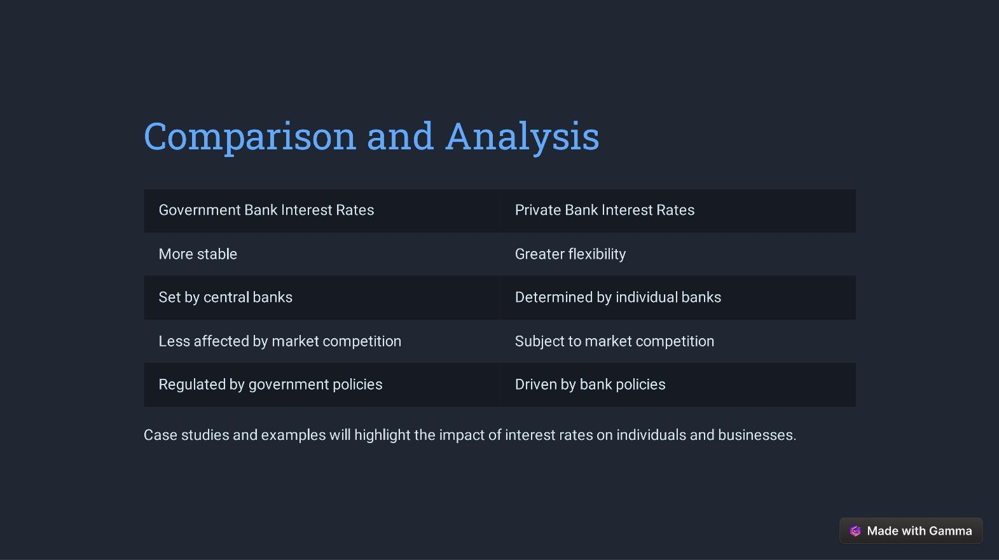 Comparison and Analysis
Government Bank Interest Rates
Private Bank Interest Rates
More stable
Greater flexibility
Set by central banks
Determined by individual banks
Less affected by market competition
Subject to market competition
Regulated by government policies
Driven by bank policies
Case studies and examples will highlight the impact of interest rates on individuals and businesses.
Made with Gamma